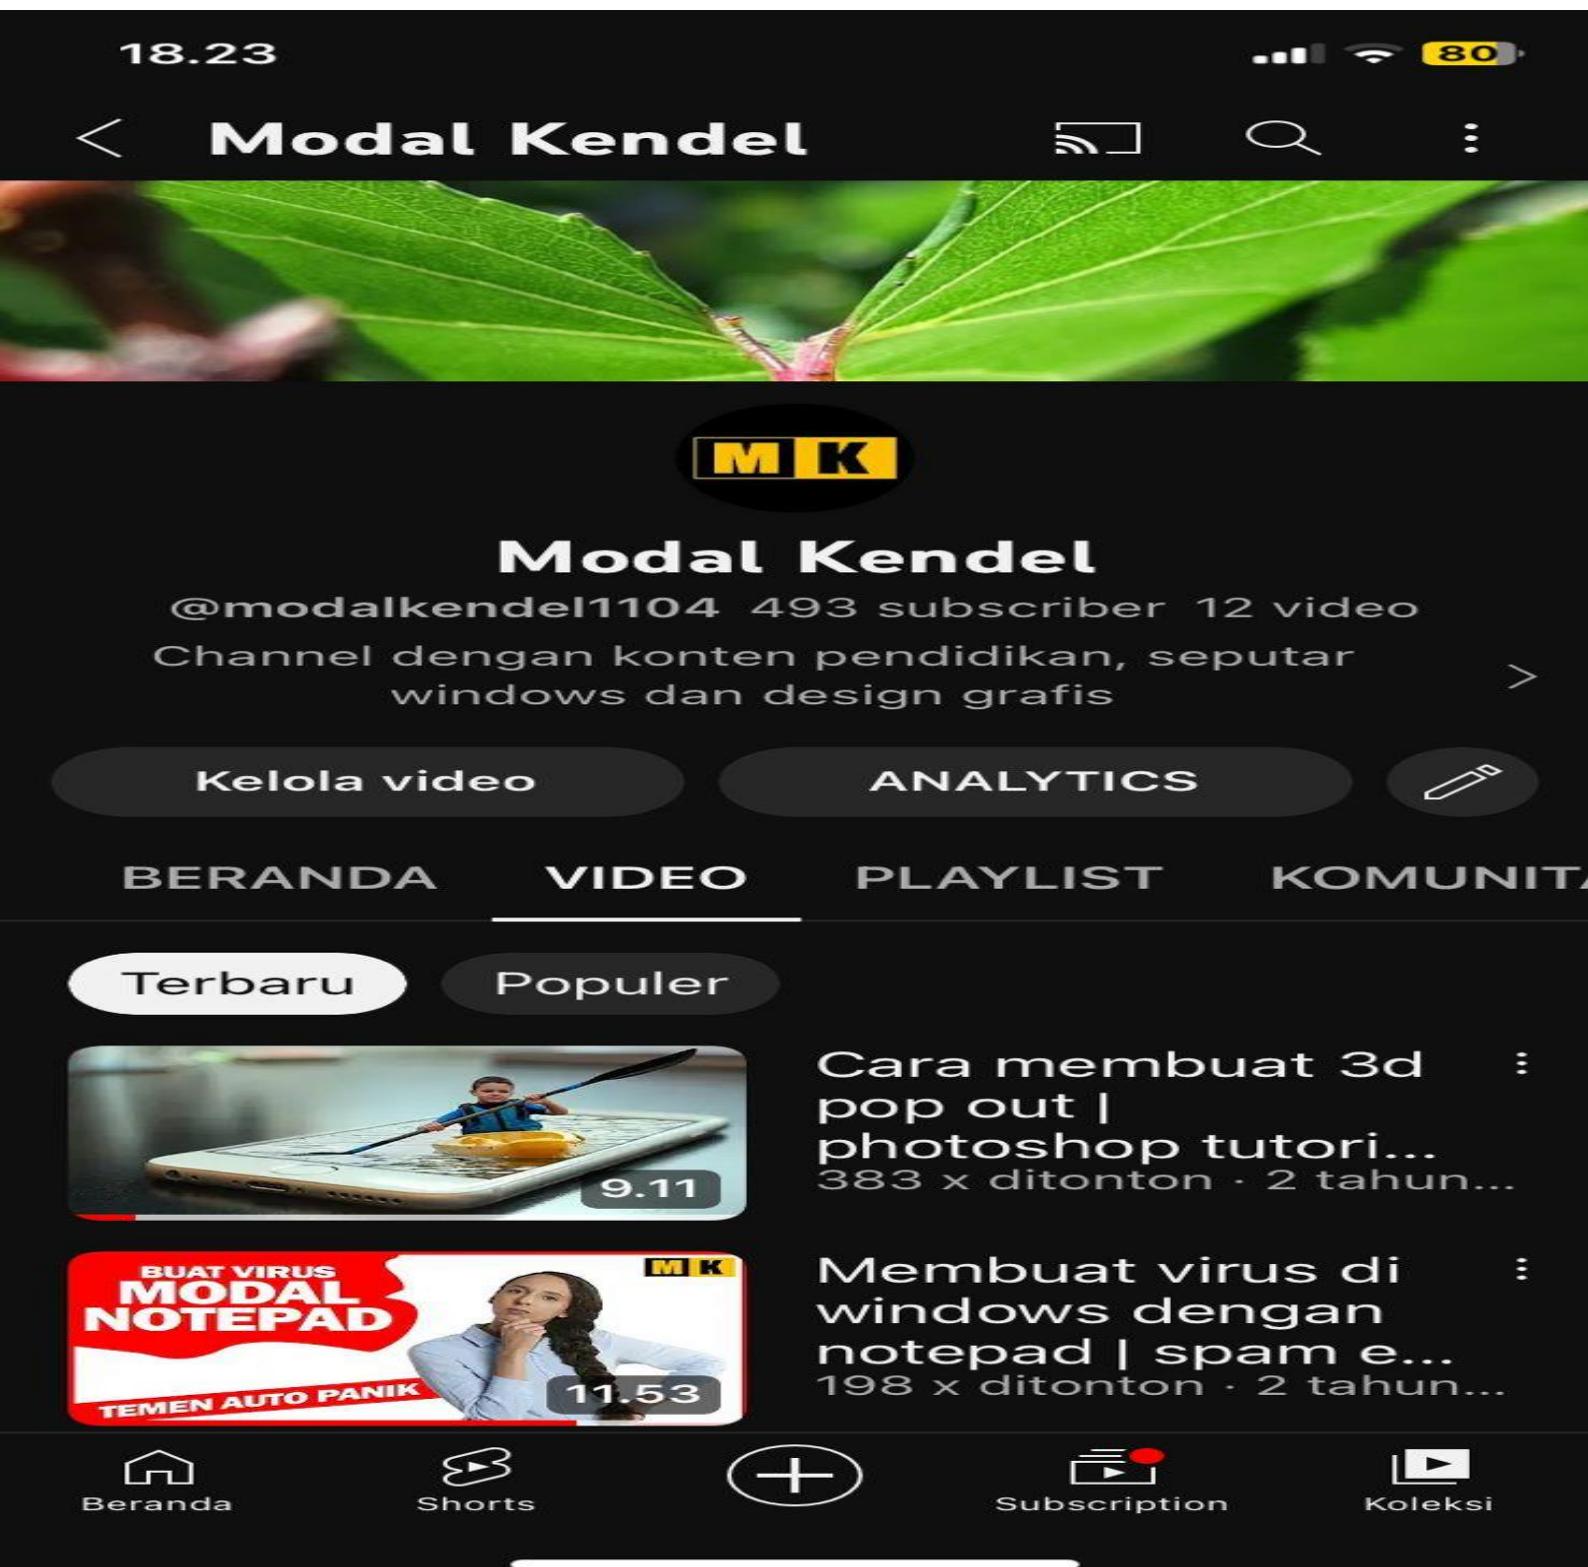 18.23
80
Modal Kendel
M K
Modal Kendel
@modalkendel1104 493 subscriber 12 video
Channel dengan konten pendidikan, seputar
windows dan design grafis
Kelola video
ANALYTICS
BERANDA
VIDEO
PLAYLIST
KOMUNITA
Terbaru
Populer
9.11
Cara membuat 3d
pop out |
photoshop tutori...
383 x ditonton · 2 tahun...
BUAT VIRUS
MODAL
NOTEPAD
TEMEN AUTO PANIK
M K
11.53
Membuat virus di
windows dengan
notepad | spam e...
198 x ditonton · 2 tahun...
Beranda
Shorts
Subscription
Koleksi